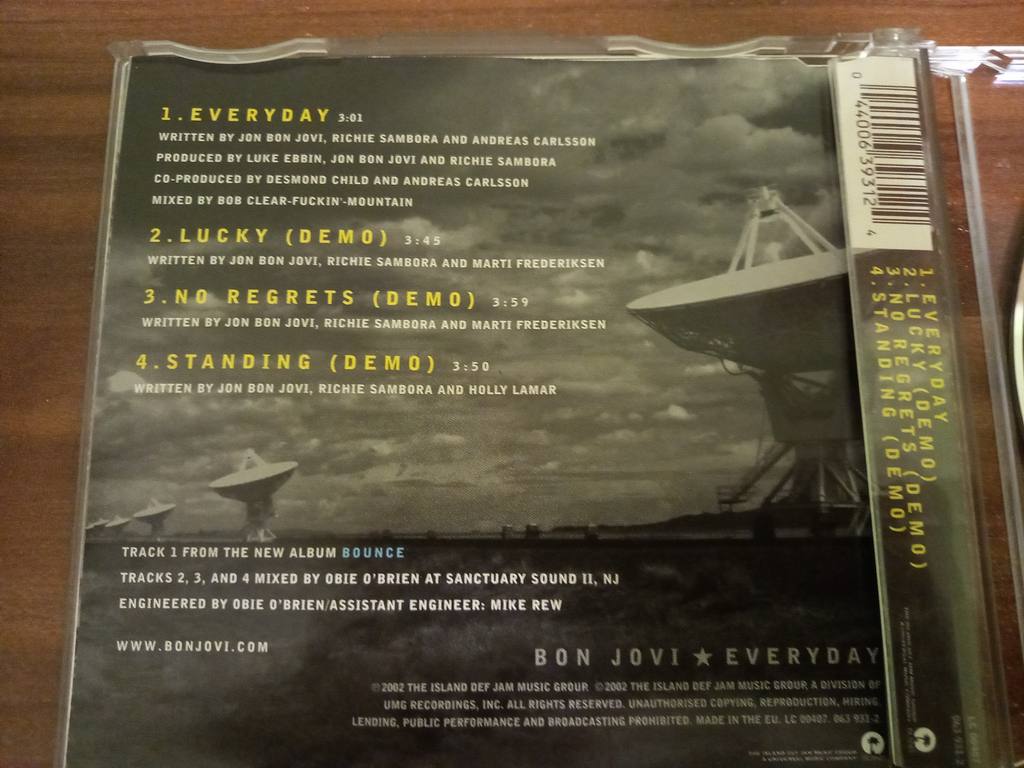 1. EVERYDAY 3:01
WRITTEN BY JON BON JOVI, RICHIE SAMBORA AND ANDREAS CARLSSON
PRODUCED BY LUKE EBBIN, JON BON JOVI AND RICHIE SAMBORA
CO-PRODUCED BY DESMOND CHILD AND ANDREAS CARLSSON
MIXED BY BOB CLEAR-FUCKIN'-MOUNTAIN
2. LUCKY (DEMO) 3:45
WRITTEN BY JON BON JOVI, RICHIE SAMBORA AND MARTI FREDERIKSEN
3. NO REGRETS (DEMO) 3:59
WRITTEN BY JON BON JOVI, RICHIE SAMBORA AND MARTI FREDERIKSEN
4. STANDING (DEMO) 3:50
WRITTEN BY JON BON JOVI, RICHIE SAMBORA AND HOLLY LAMAR
TRACK 1 FROM THE NEW ALBUM BOUNCE
TRACKS 2, 3, AND 4 MIXED BY OBIE O'BRIEN AT SANCTUARY SOUND II, NJ
ENGINEERED BY OBIE O'BRIEN/ASSISTANT ENGINEER: MIKE REW
WWW.BONJOVI.COM
BON JOVI ★ EVERYDAY
℗2002 THE ISLAND DEF JAM MUSIC GROUP. ©2002 THE ISLAND DEF JAM MUSIC GROUP, A DIVISION OF
UMG RECORDINGS, INC. ALL RIGHTS RESERVED. UNAUTHORISED COPYING, REPRODUCTION, HIRING,
LENDING, PUBLIC PERFORMANCE AND BROADCASTING PROHIBITED. MADE IN THE EU. LC 00407. 063 931-2
THE ISLAND DEF JAM MUSIC GROUP
A UNIVERSAL MUSIC COMPANY
0 44006 39312 4
1. EVERYDAY
2. LUCKY (DEMO)
3. NO REGRETS (DEMO)
4. STANDING (DEMO)